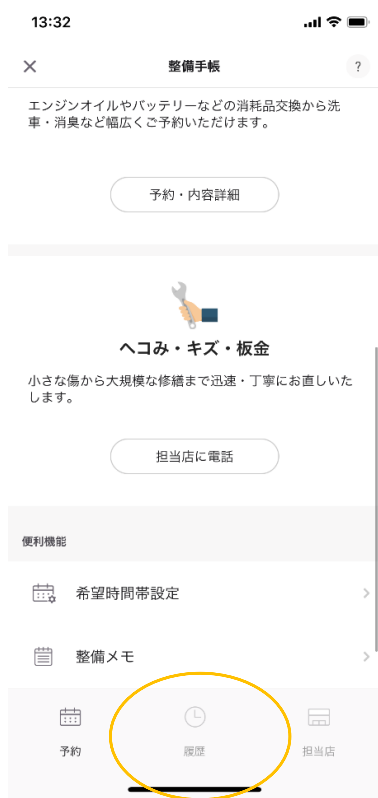 13:32
整備手帳
?
エンジンオイルやバッテリーなどの消耗品交換から洗
車・消臭など幅広くご予約いただけます。
予約・内容詳細
ヘコみ・キズ・板金
小さな傷から大規模な修繕まで迅速・丁寧にお直しいた
します。
担当店に電話
便利機能
希望時間帯設定
整備メモ
予約
履歴
担当店